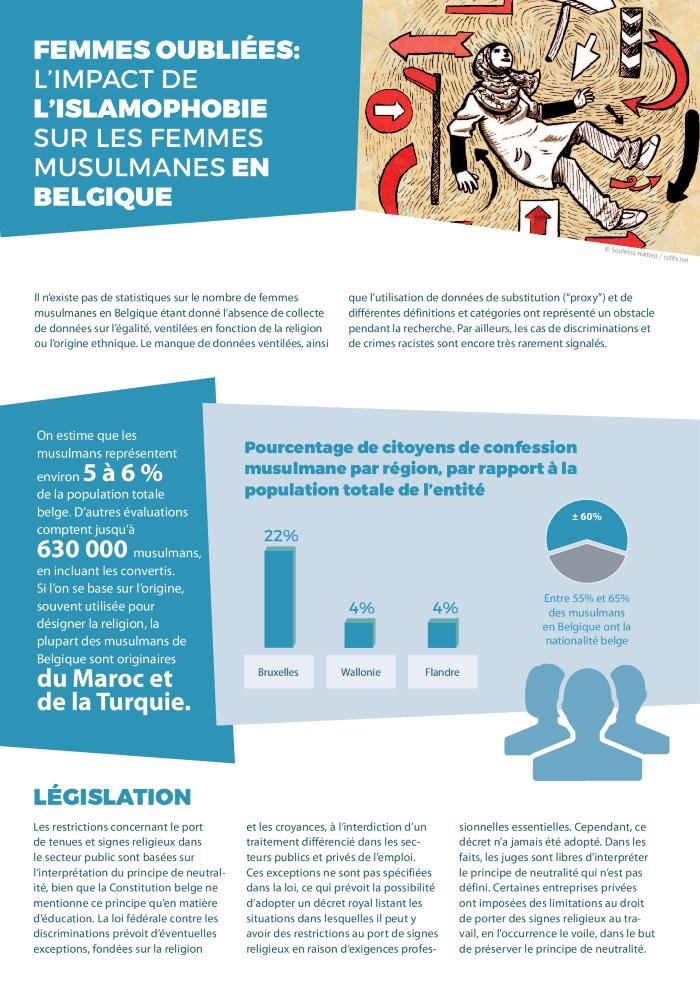 FEMMES OUBLIÉES:
L'IMPACT DE
L'ISLAMOPHOBIE
SUR LES FEMMES
MUSULMANES EN
BELGIQUE
© Soufeina Hamed / tuffix.net
Il n'existe pas de statistiques sur le nombre de femmes
musulmanes en Belgique étant donné l'absence de collecte
de données sur l'égalité, ventilées en fonction de la religion
ou l'origine ethnique. Le manque de données ventilées, ainsi
que l'utilisation de données de substitution ("proxy") et de
différentes définitions et catégories ont représenté un obstacle
pendant la recherche. Par ailleurs, les cas de discriminations et
de crimes racistes sont encore très rarement signalés.
On estime que les
musulmans représentent
environ 5 à 6 %
de la population totale
belge. D'autres évaluations
comptent jusqu'à
630 000 musulmans,
en incluant les convertis.
Si l'on se base sur l'origine,
souvent utilisée pour
désigner la religion, la
plupart des musulmans de
Belgique sont originaires
du Maroc et
de la Turquie.
Pourcentage de citoyens de confession
musulmane par région, par rapport à la
population totale de l'entité
22%
4%
4%
Bruxelles
Wallonie
Flandre
± 60%
Entre 55% et 65%
des musulmans
en Belgique ont la
nationalité belge
LÉGISLATION
Les restrictions concernant le port
de tenues et signes religieux dans
le secteur public sont basées sur
l'interprétation du principe de neutral-
ité, bien que la Constitution belge ne
mentionne ce principe qu'en matière
d'éducation. La loi fédérale contre les
discriminations prévoit d'éventuelles
exceptions, fondées sur la religion
et les croyances, à l'interdiction d'un
traitement différencié dans les sec-
teurs publics et privés de l'emploi.
Ces exceptions ne sont pas spécifiées
dans la loi, ce qui prévoit la possibilité
d'adopter un décret royal listant les
situations dans lesquelles il peut y
avoir des restrictions au port de signes
religieux en raison d'exigences profes-
sionnelles essentielles. Cependant, ce
décret n'a jamais été adopté. Dans les
faits, les juges sont libres d'interpréter
le principe de neutralité qui n'est pas
défini. Certaines entreprises privées
ont imposées des limitations au droit
de porter des signes religieux au tra-
vail, en l'occurrence le voile, dans le but
de préserver le principe de neutralité.